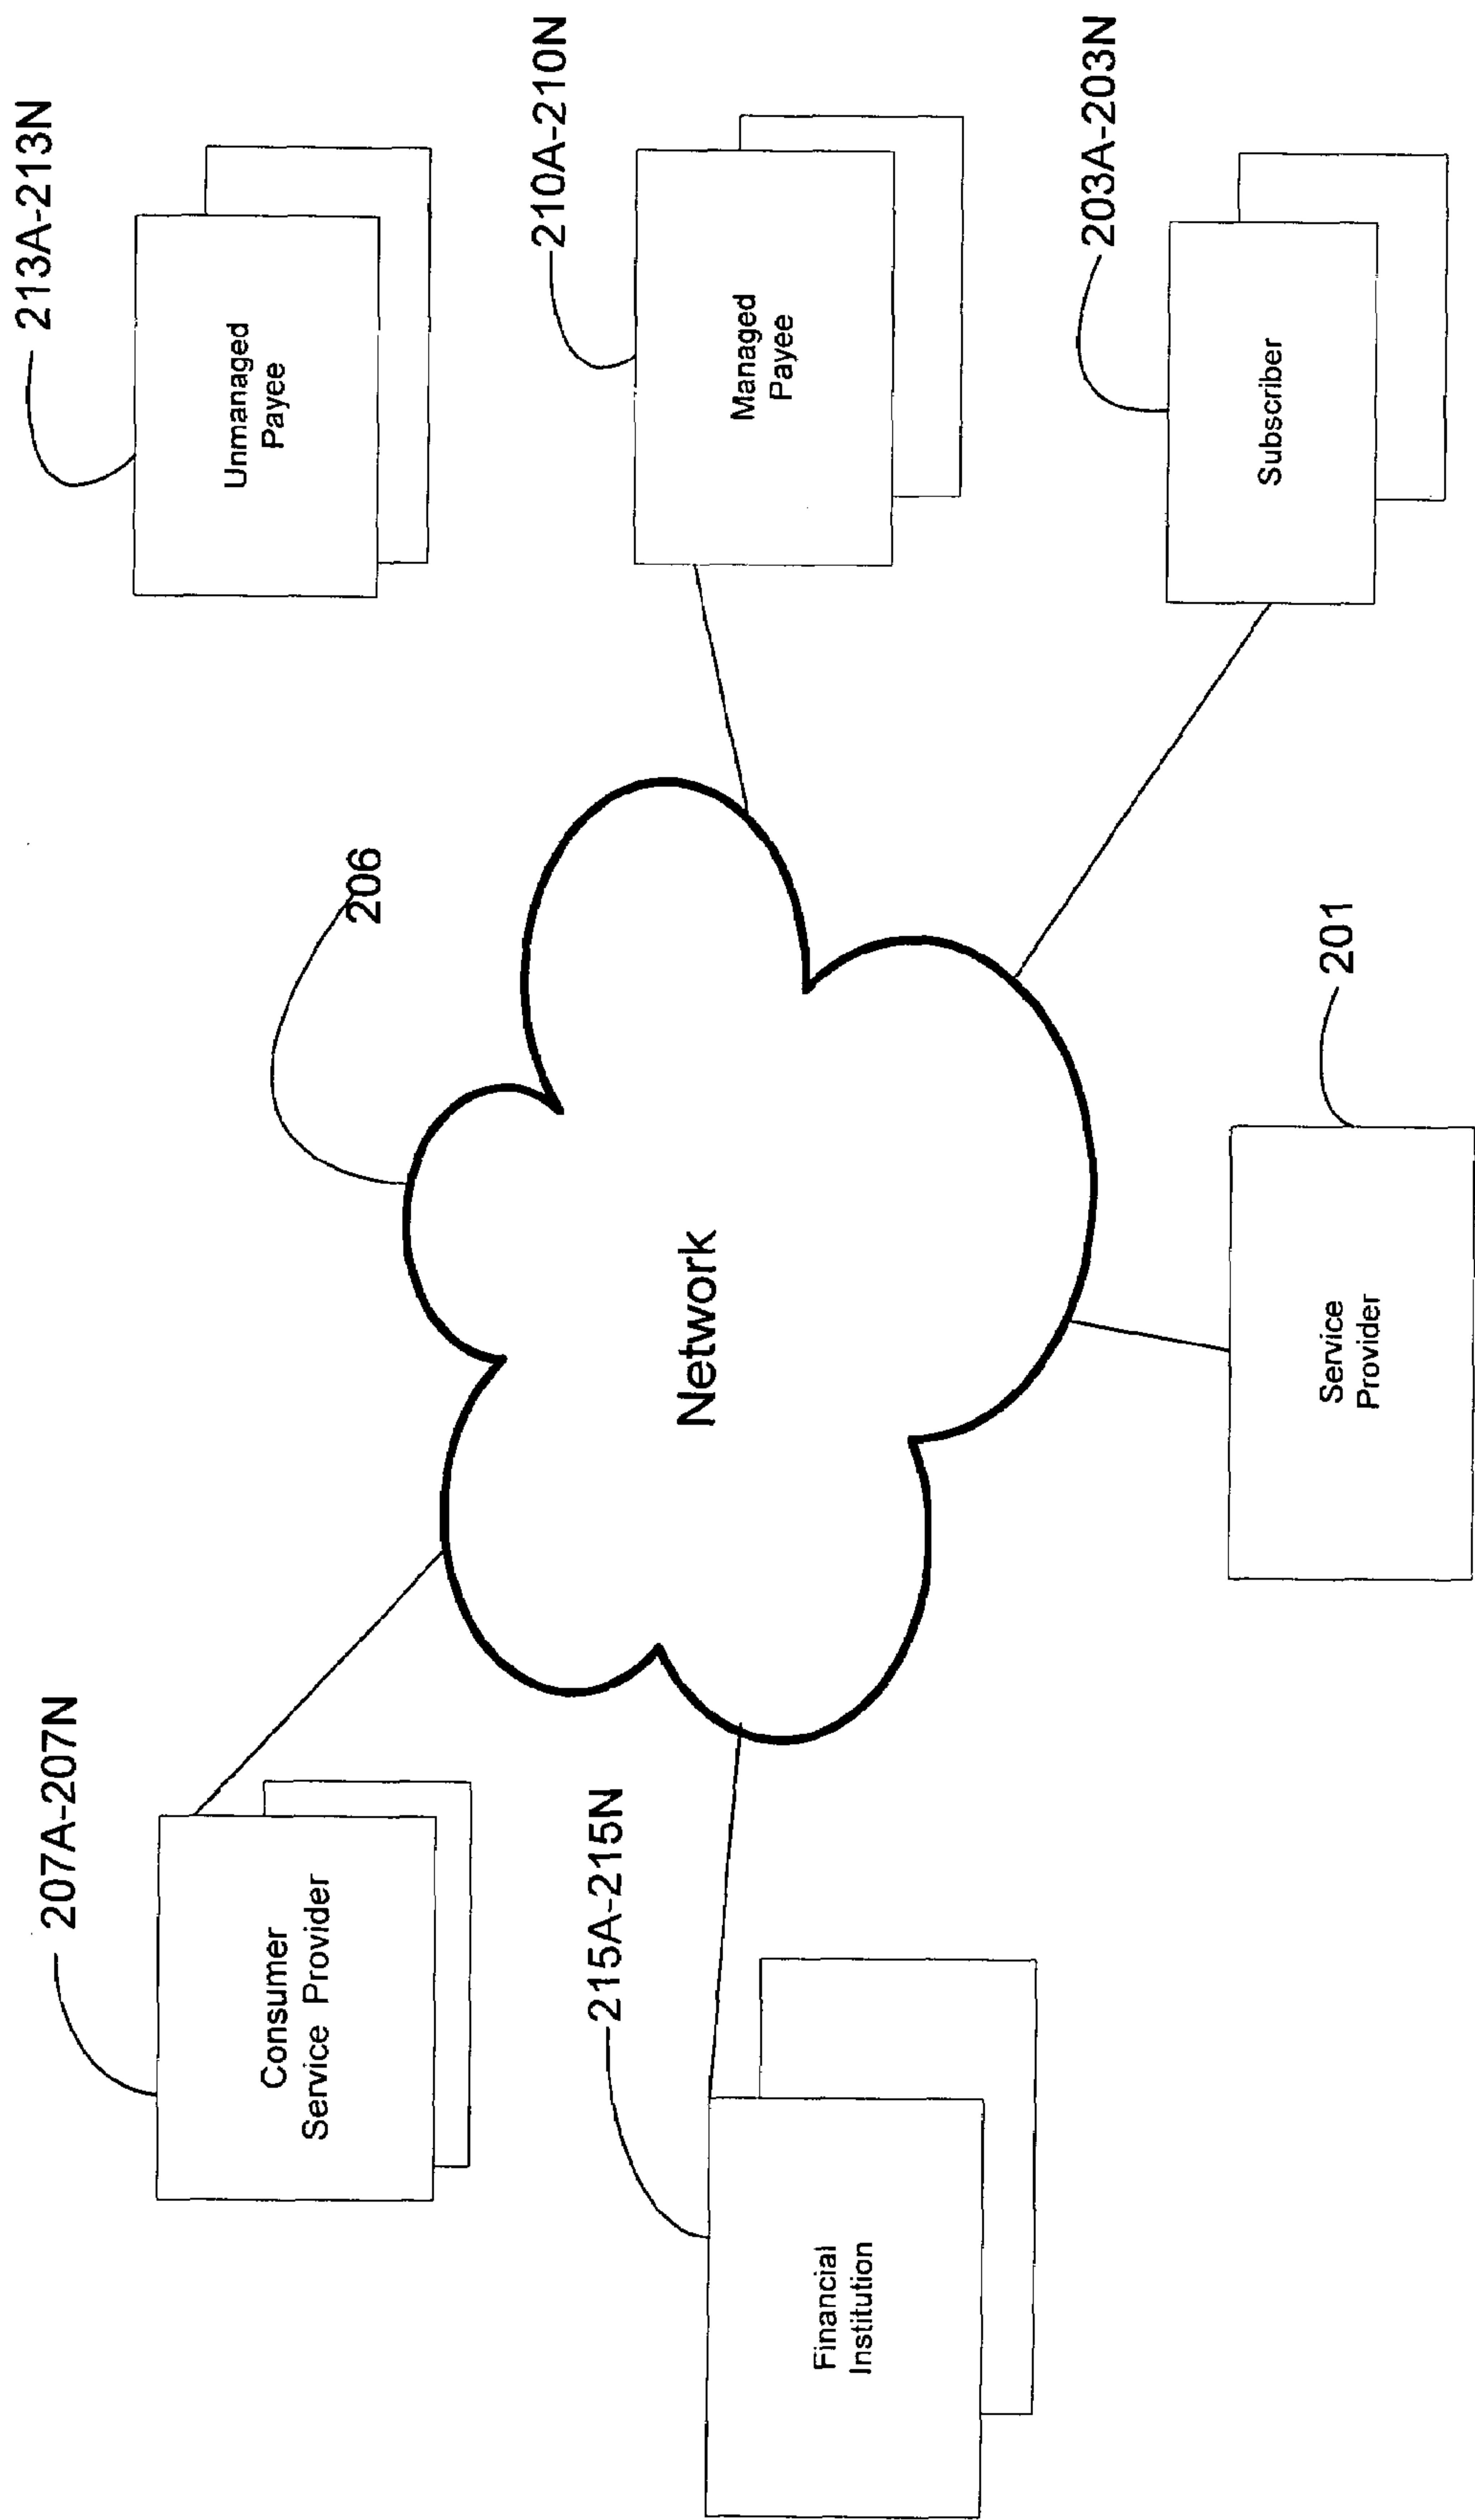 207A-207N
213A-213N
Consumer
Service Provider
Unmanaged
Payee
206
215A-215N
210A-210N
Financial
Institution
Network
Managed
Payee
203A-203N
Subscriber
Service
Provider
201